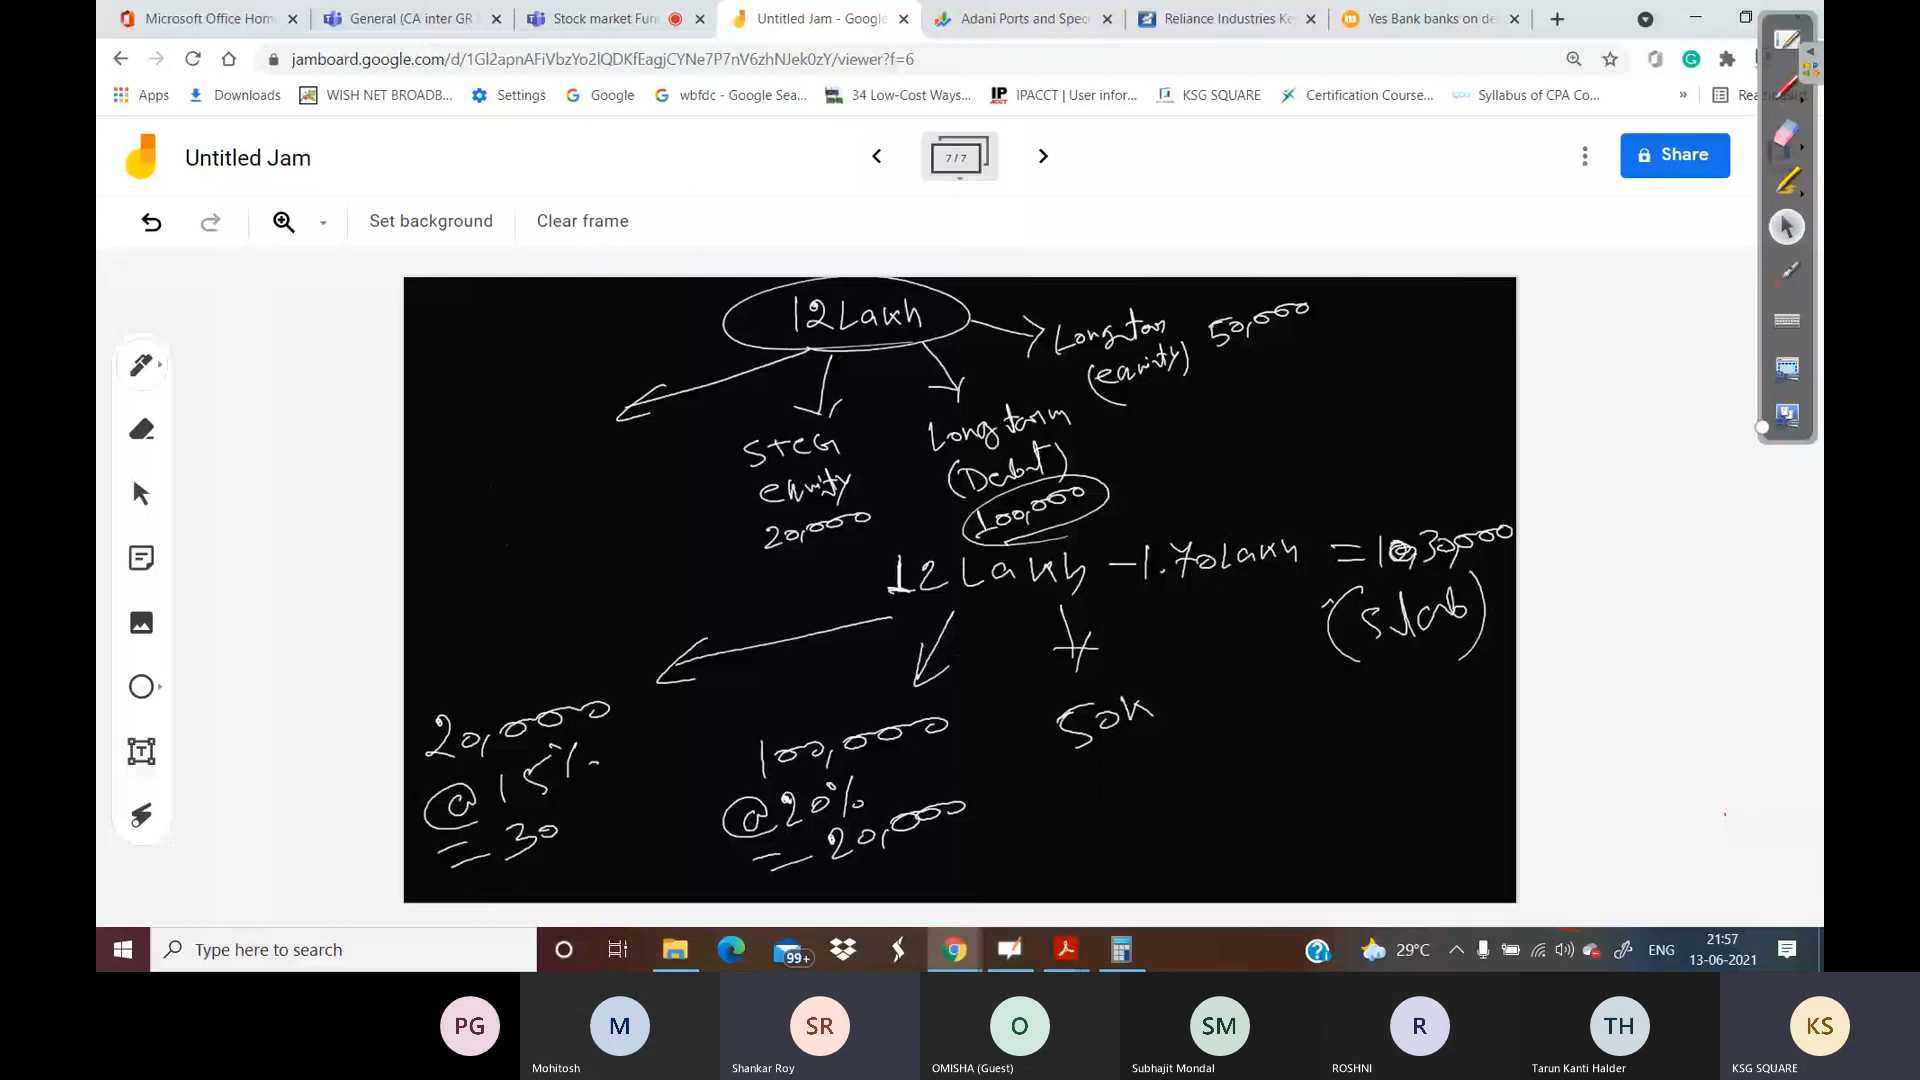 Microsoft Office Hom
General (CA inter GR
Stock market Fun
Untitled Jam - Google
Adani Ports and Spec
Reliance Industries Ke
Yes Bank banks on de
jamboard.google.com/d/1Gl2apnAFiVbzYo2lQDKfEagjCYNe7P7nV6zhNJek0zY/viewer?f=6
Apps
Downloads
WISH NET BROADB...
Settings
Google
wbfdc - Google Sea...
34 Low-Cost Ways...
IPACCT | User infor...
KSG SQUARE
Certification Course...
Syllabus of CPA Co...
»
Untitled Jam
7 / 7
Share
Set background
Clear frame
12 Lakh
50,000
(equity)
STCG
equity
20,000
Long tarm
(Debt)
100,000
12 Lakh - 1.70 Lakh = 1030,000
(Slab)
20,000
@ 15%
= 30
100,000
@ 20%
= 20,000
50K
Type here to search
99+
29°C
ENG
21:57
13-06-2021
PG
M
SR
O
SM
R
TH
KS
Mohitosh
Shankar Roy
OMISHA (Guest)
Subhajit Mondal
ROSHNI
Tarun Kanti Halder
KSG SQUARE